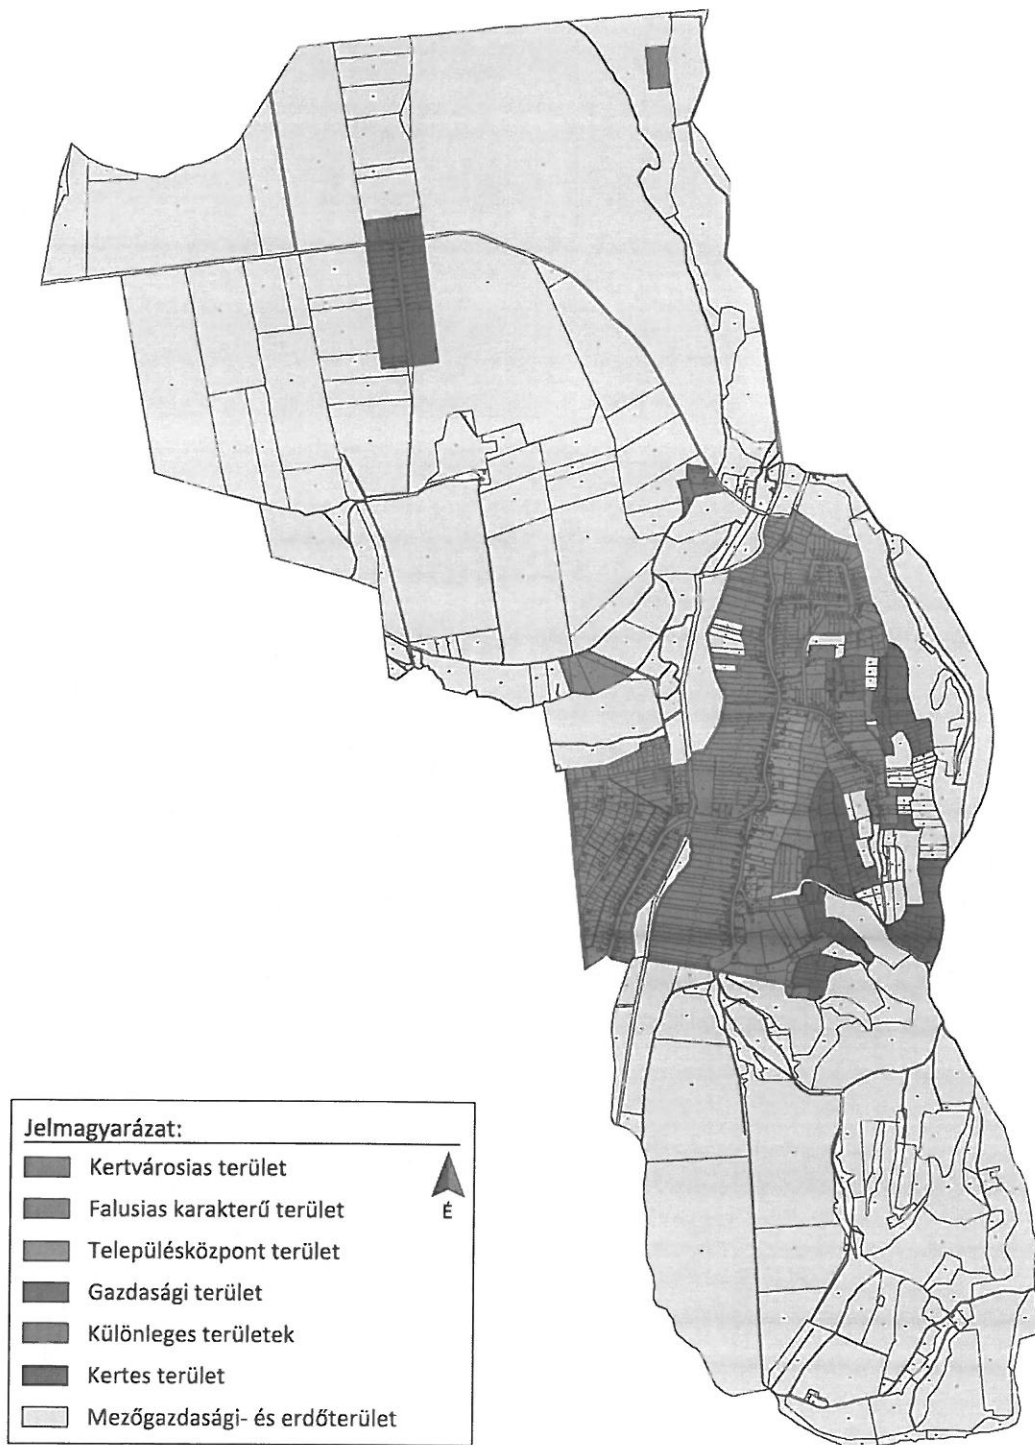 Jelmagyarázat:
Kertvárosias terület
Falusias karakterű terület
É
Településközpont terület
Gazdasági terület
Különleges területek
Kertes terület
Mezőgazdasági- és erdőterület